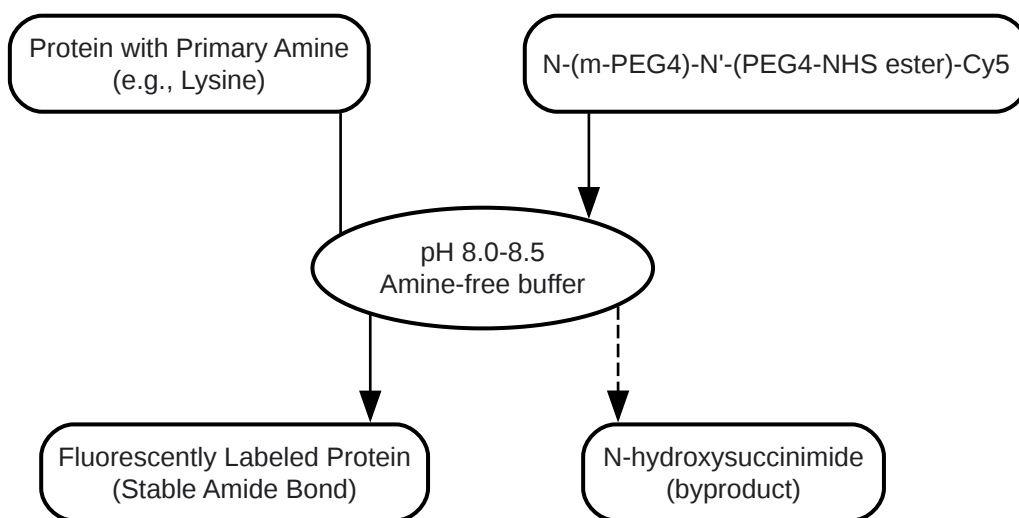 Protein with Primary Amine
(e.g., Lysine)
N-(m-PEG4)-N'-(PEG4-NHS ester)-Cy5
pH 8.0-8.5
Amine-free buffer
Fluorescently Labeled Protein
(Stable Amide Bond)
N-hydroxysuccinimide
(byproduct)